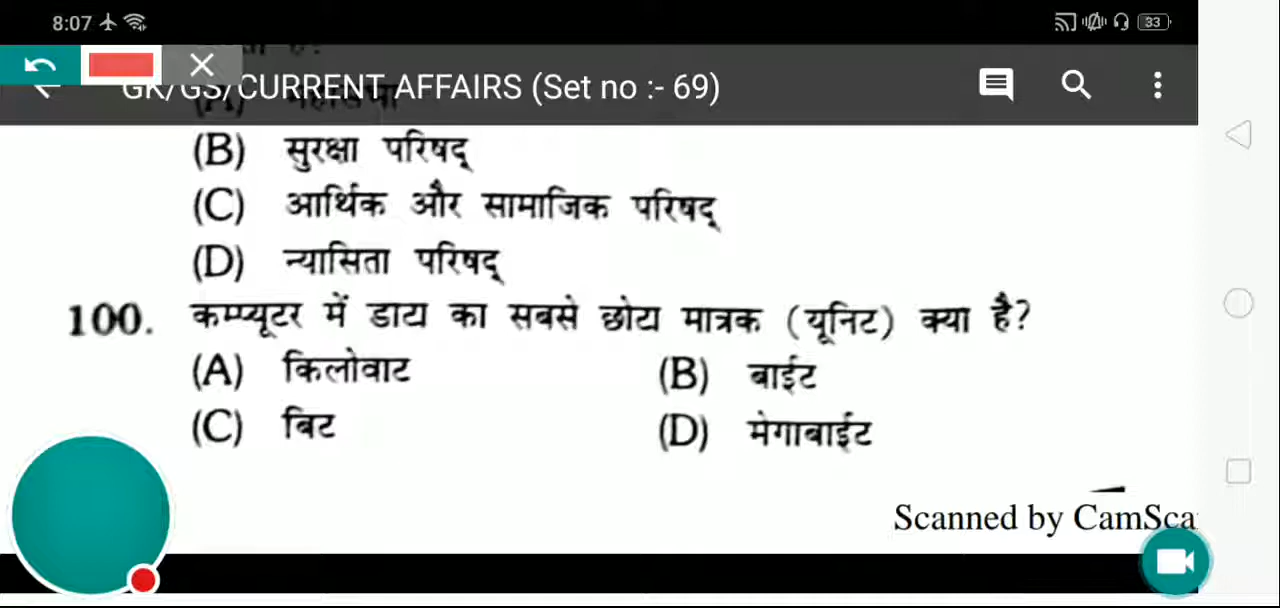 8:07
33
GK/GS/CURRENT AFFAIRS (Set no :- 69)
(B) सुरक्षा परिषद्
(C) आर्थिक और सामाजिक परिषद्
(D) न्यासिता परिषद्
100. कम्प्यूटर में डाटा का सबसे छोटा मात्रक (यूनिट) क्या है?
(A) किलोवाट (B) बाईट
(C) बिट (D) मेगाबाईट
Scanned by CamSca